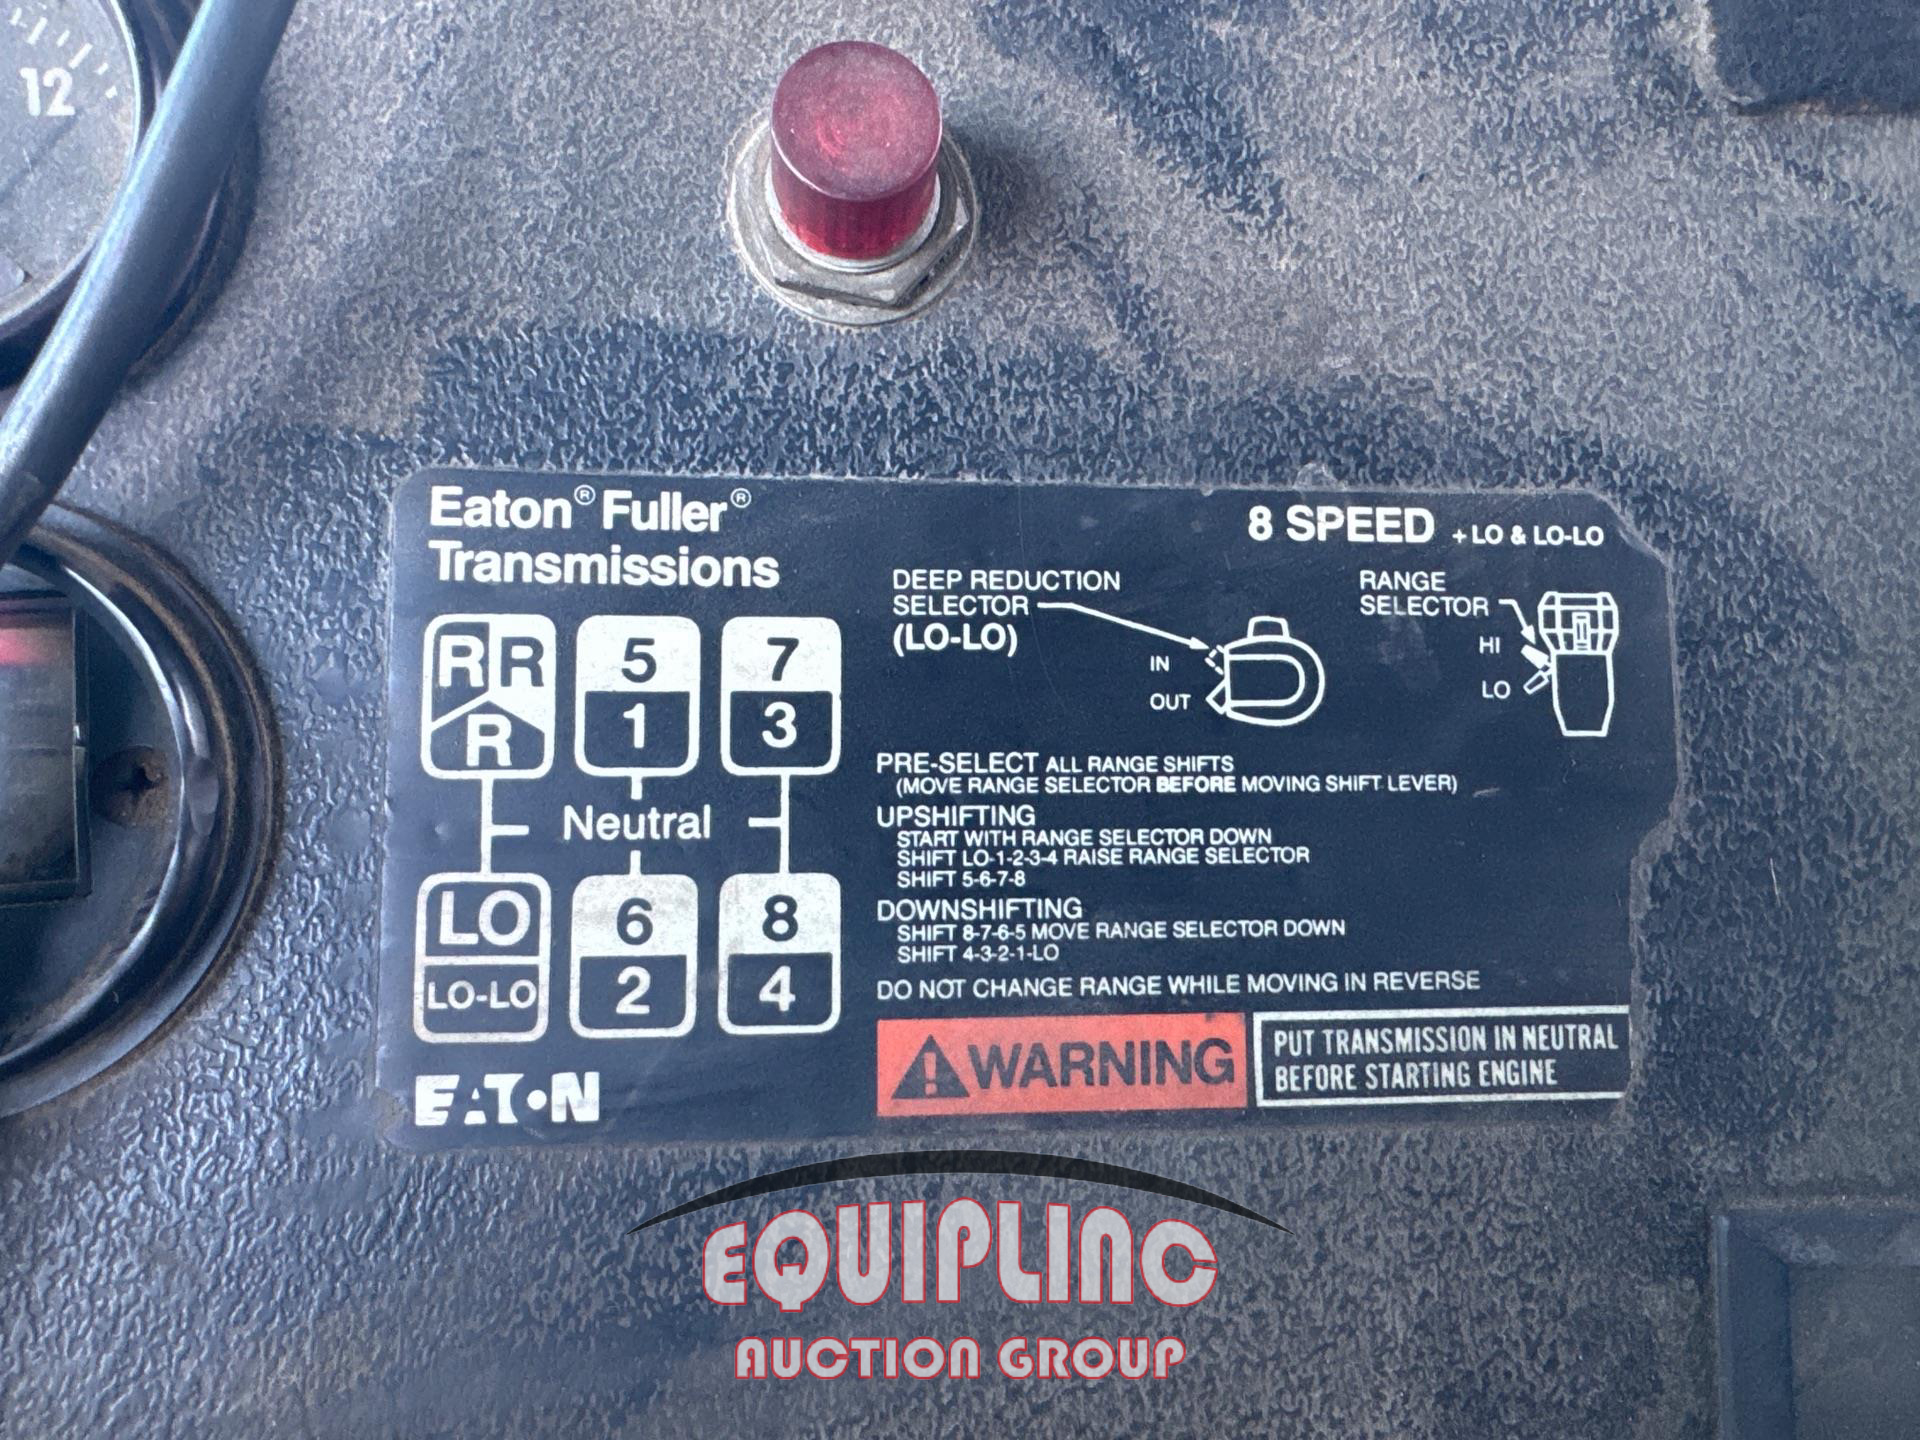 12
Eaton® Fuller®
Transmissions
8 SPEED + LO & LO-LO
DEEP REDUCTION
SELECTOR
(LO-LO)
IN
OUT
RANGE
SELECTOR
HI
LO
R R
R
5
1
7
3
Neutral
LO
LO-LO
6
2
8
4
PRE-SELECT ALL RANGE SHIFTS
(MOVE RANGE SELECTOR BEFORE MOVING SHIFT LEVER)
UPSHIFTING
START WITH RANGE SELECTOR DOWN
SHIFT LO-1-2-3-4 RAISE RANGE SELECTOR
SHIFT 5-6-7-8
DOWNSHIFTING
SHIFT 8-7-6-5 MOVE RANGE SELECTOR DOWN
SHIFT 4-3-2-1-LO
DO NOT CHANGE RANGE WHILE MOVING IN REVERSE
WARNING
PUT TRANSMISSION IN NEUTRAL
BEFORE STARTING ENGINE
EATON
EQUIPLINC
AUCTION GROUP